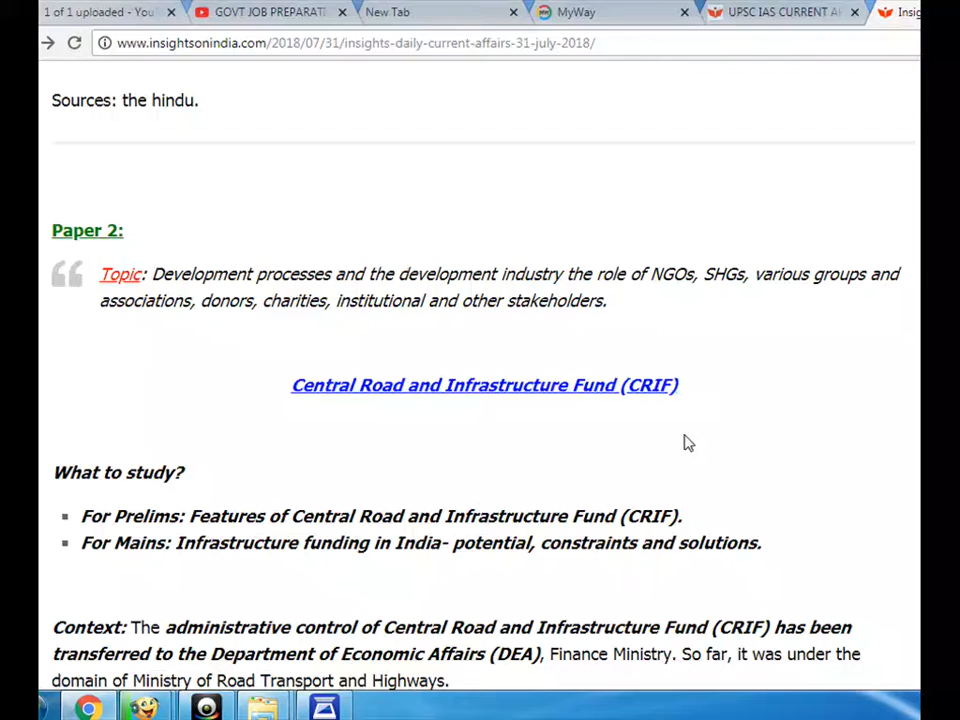 1 of 1 uploaded - You
GOVT JOB PREPARATI
New Tab
MyWay
UPSC IAS CURRENT A
Insig
www.insightsonindia.com/2018/07/31/insights-daily-current-affairs-31-july-2018/
Sources: the hindu.
Paper 2:
Topic: Development processes and the development industry the role of NGOs, SHGs, various groups and
associations, donors, charities, institutional and other stakeholders.
Central Road and Infrastructure Fund (CRIF)
What to study?
For Prelims: Features of Central Road and Infrastructure Fund (CRIF).
For Mains: Infrastructure funding in India- potential, constraints and solutions.
Context: The administrative control of Central Road and Infrastructure Fund (CRIF) has been
transferred to the Department of Economic Affairs (DEA), Finance Ministry. So far, it was under the
domain of Ministry of Road Transport and Highways.